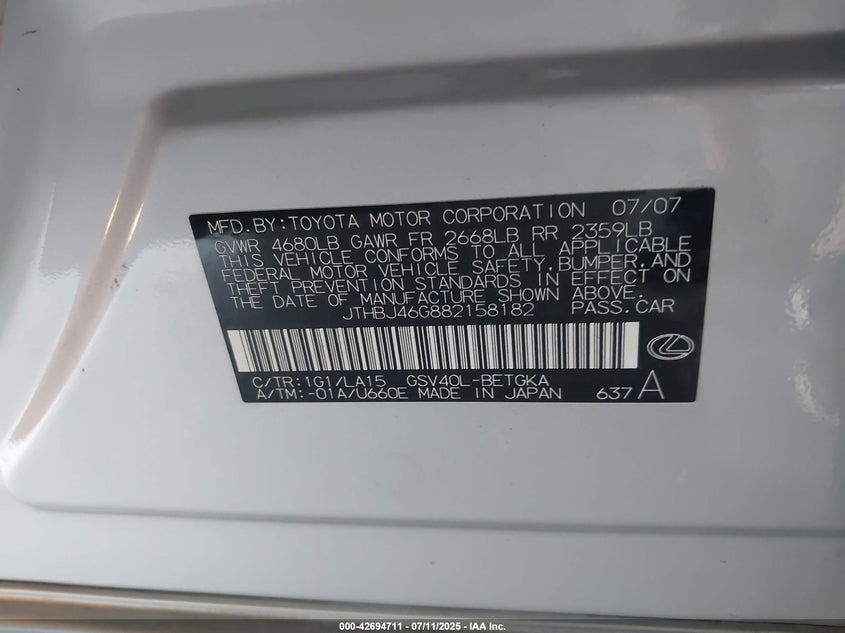 MFD.BY:TOYOTA MOTOR CORPORATION 07/07
GVWR 4680LB GAWR FR 2668LB RR 2359LB
THIS VEHICLE CONFORMS TO ALL APPLICABLE
FEDERAL MOTOR VEHICLE SAFETY,BUMPER,AND
THEFT PREVENTION STANDARDS IN EFFECT ON
THE DATE OF MANUFACTURE SHOWN ABOVE.
JTHBJ46G882158182 PASS.CAR
C/TR:1G1/LA15 GSV40L-BETGKA
A/TM:-01A/U660E MADE IN JAPAN 637 A
000-42694711 - 07/11/2025 - IAA Inc.